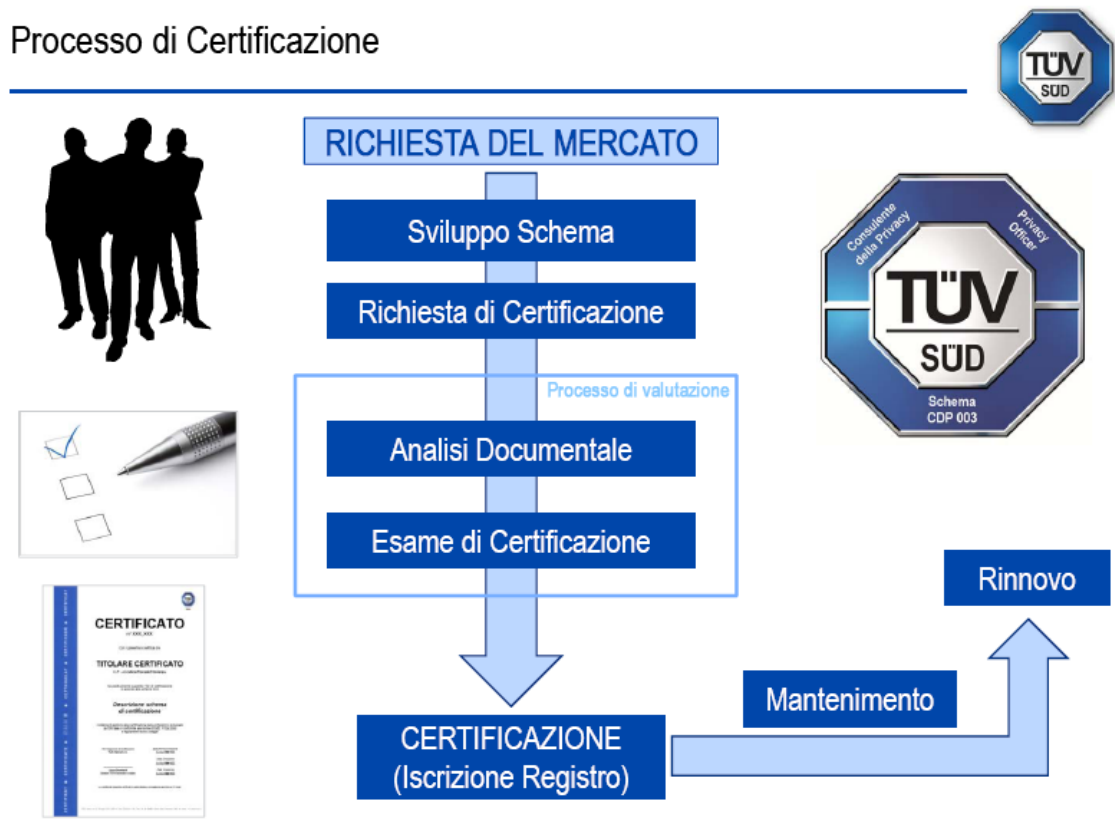 Processo di Certificazione
TÜV
SÜD
RICHIESTA DEL MERCATO
Sviluppo Schema
Richiesta di Certificazione
Processo di valutazione
Analisi Documentale
Esame di Certificazione
CERTIFICAZIONE
(Iscrizione Registro)
Mantenimento
Rinnovo
Consulente
della Privacy
Privacy
Officer
TÜV
SÜD
Schema
CDP 003
CERTIFICATO
TITOLARE CERTIFICATO
Descrizione schema
di certificazione